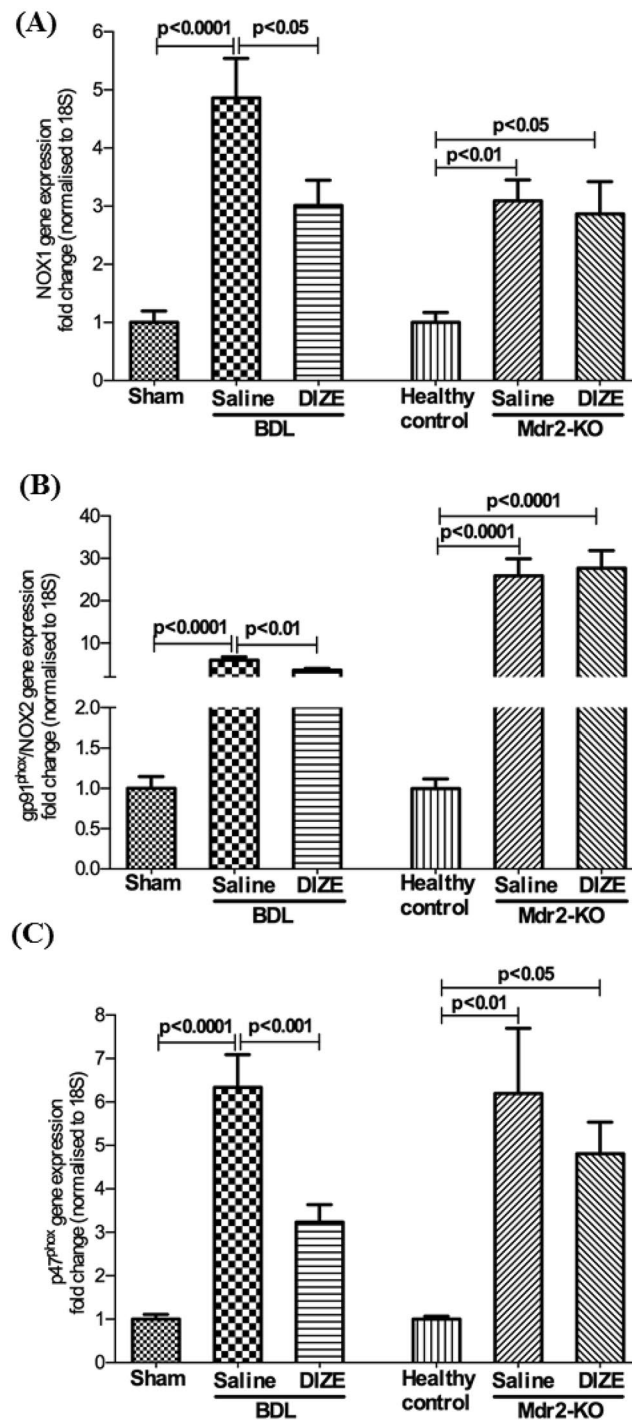 (A)
NOX1 gene expression
fold change (normalised to 18S)
6
5
4
3
2
1
0
p<0.0001 p<0.05
p<0.05
p<0.01
Sham Saline DIZE Healthy control Saline DIZE
BDL Mdr2-KO
(B)
gp91phox/NOX2 gene expression
fold change (normalised to 18S)
40
30
20
10
2.0
1.5
1.0
0.5
0.0
p<0.0001
p<0.0001
p<0.0001 p<0.01
Sham Saline DIZE Healthy control Saline DIZE
BDL Mdr2-KO
(C)
p47phox gene expression
fold change (normalised to 18S)
8
7
6
5
4
3
2
1
0
p<0.05
p<0.01
p<0.0001 p<0.001
Sham Saline DIZE Healthy control Saline DIZE
BDL Mdr2-KO